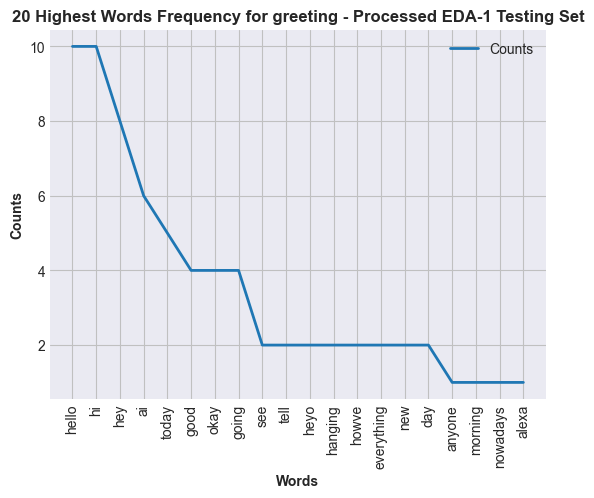 20 Highest Words Frequency for greeting - Processed EDA-1 Testing Set
Counts
10
8
6
4
2
Counts
hello
hi
hey
ai
today
good
okay
going
see
tell
heyo
hanging
howve
everything
new
day
anyone
morning
nowadays
alexa
Words